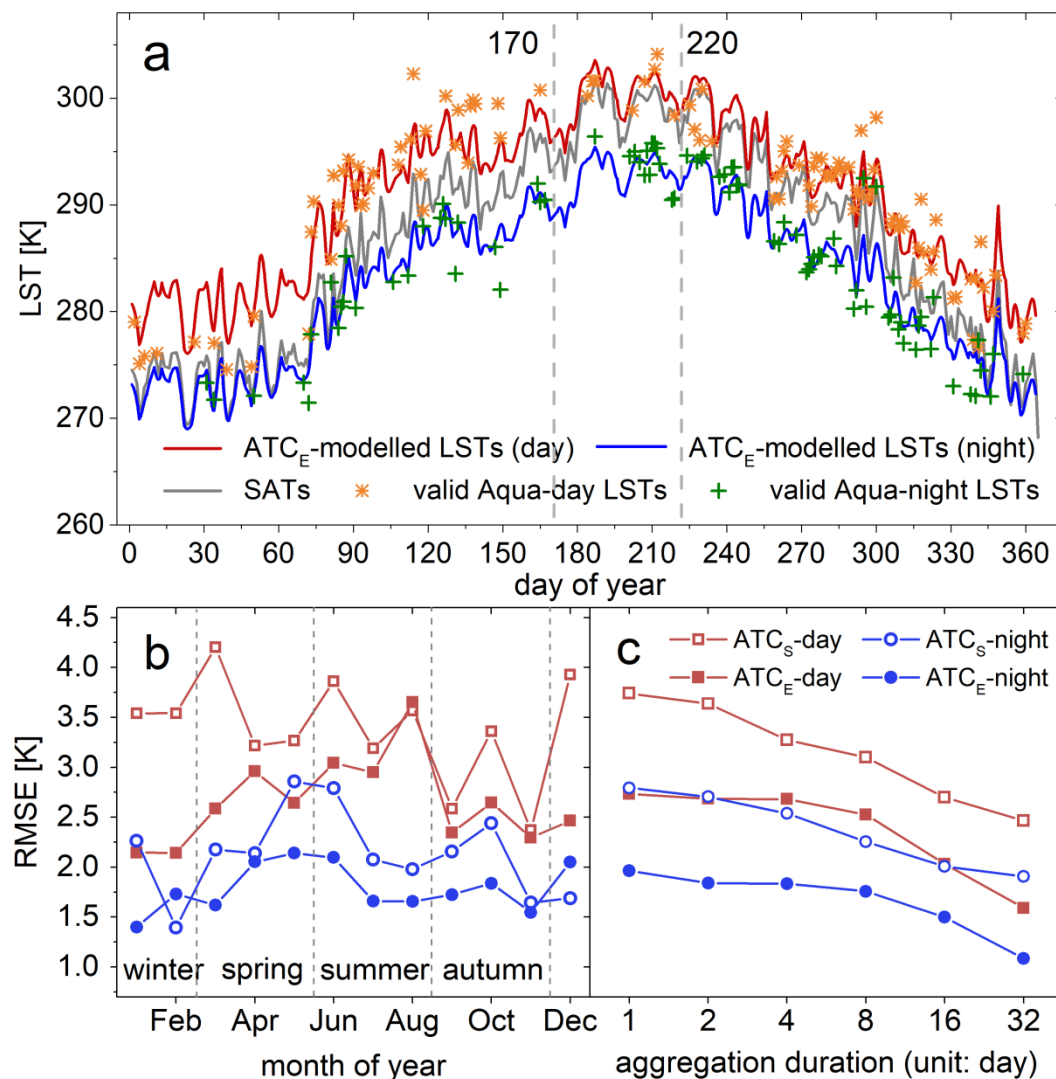 a
170
220
LST [K]
300
290
280
270
260
ATC_E-modelled LSTs (day)
ATC_E-modelled LSTs (night)
SATs
valid Aqua-day LSTs
valid Aqua-night LSTs
0 30 60 90 120 150 180 210 240 270 300 330 360
day of year
b
RMSE [K]
4.5
4.0
3.5
3.0
2.5
2.0
1.5
1.0
winter spring summer autumn
Feb Apr Jun Aug Oct Dec
month of year
c
ATC_S-day
ATC_S-night
ATC_E-day
ATC_E-night
1 2 4 8 16 32
aggregation duration (unit: day)